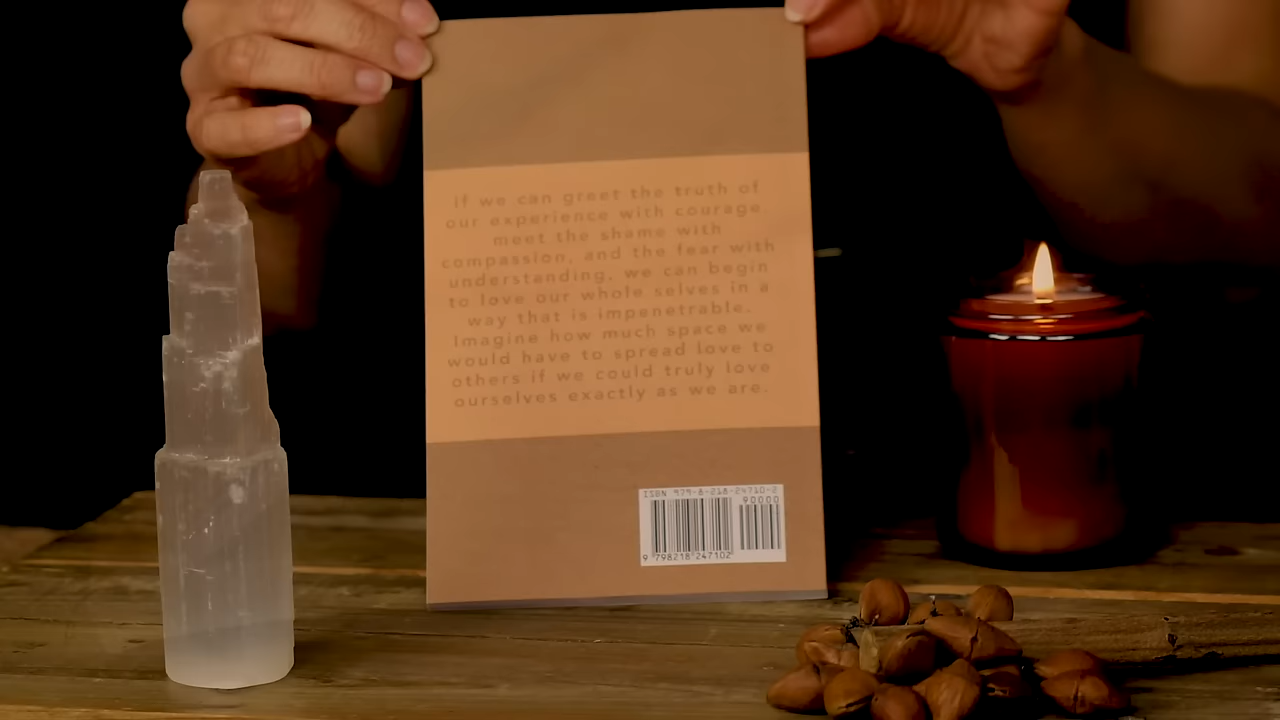 If we can greet the truth of
our experience with courage,
meet the shame with
compassion, and the fear with
understanding, we can begin
to love our whole selves in a
way that is impenetrable.
Imagine how much space we
would have to spread love to
others if we could truly love
ourselves exactly as we are.
ISBN 979-8-218-24710-2
90000
9 798218 247102